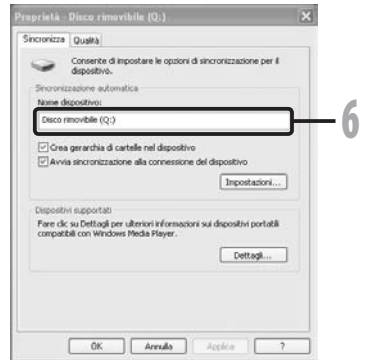 Proprietà - Disco rimovibile (Q:)
Sincronizza Qualità
Consente di impostare le opzioni di sincronizzazione per il
dispositivo.
Sincronizzazione automatica
Nome dispositivo:
Disco rimovibile (Q:)
6
Crea gerarchia di cartelle nel dispositivo
Avvia sincronizzazione alla connessione del dispositivo
Impostazioni...
Dispositivi supportati
Fare clic su Dettagli per ulteriori informazioni sui dispositivi portatili
compatibili con Windows Media Player.
Dettagli...
OK Annulla Applica ?